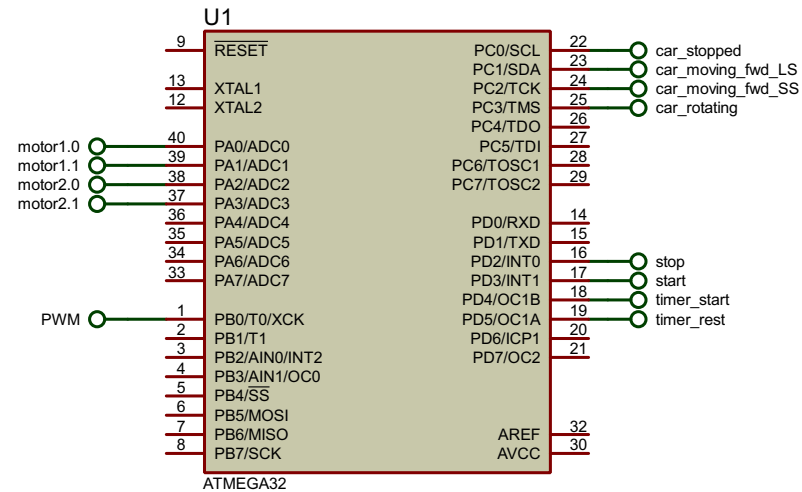 U1
9 RESET
13 XTAL1
12 XTAL2
motor1.0 40 PA0/ADC0
motor1.1 39 PA1/ADC1
motor2.0 38 PA2/ADC2
motor2.1 37 PA3/ADC3
36 PA4/ADC4
35 PA5/ADC5
34 PA6/ADC6
33 PA7/ADC7
PWM 1 PB0/T0/XCK
2 PB1/T1
3 PB2/AIN0/INT2
4 PB3/AIN1/OC0
5 PB4/SS
6 PB5/MOSI
7 PB6/MISO
8 PB7/SCK
PC0/SCL 22 car_stopped
PC1/SDA 23 car_moving_fwd_LS
PC2/TCK 24 car_moving_fwd_SS
PC3/TMS 25 car_rotating
PC4/TDO 26
PC5/TDI 27
PC6/TOSC1 28
PC7/TOSC2 29
PD0/RXD 14
PD1/TXD 15
PD2/INT0 16 stop
PD3/INT1 17 start
PD4/OC1B 18 timer_start
PD5/OC1A 19 timer_rest
PD6/ICP1 20
PD7/OC2 21
AREF 32
AVCC 30
ATMEGA32